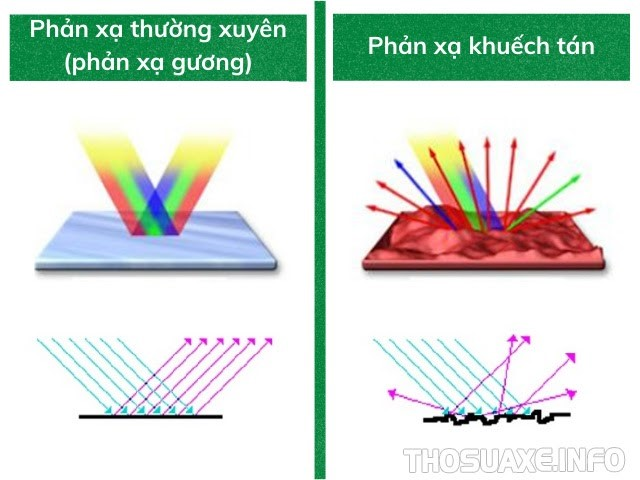 Phản xạ thường xuyên
(phản xạ gương)
Phản xạ khuếch tán
THOSUAXE.INFO